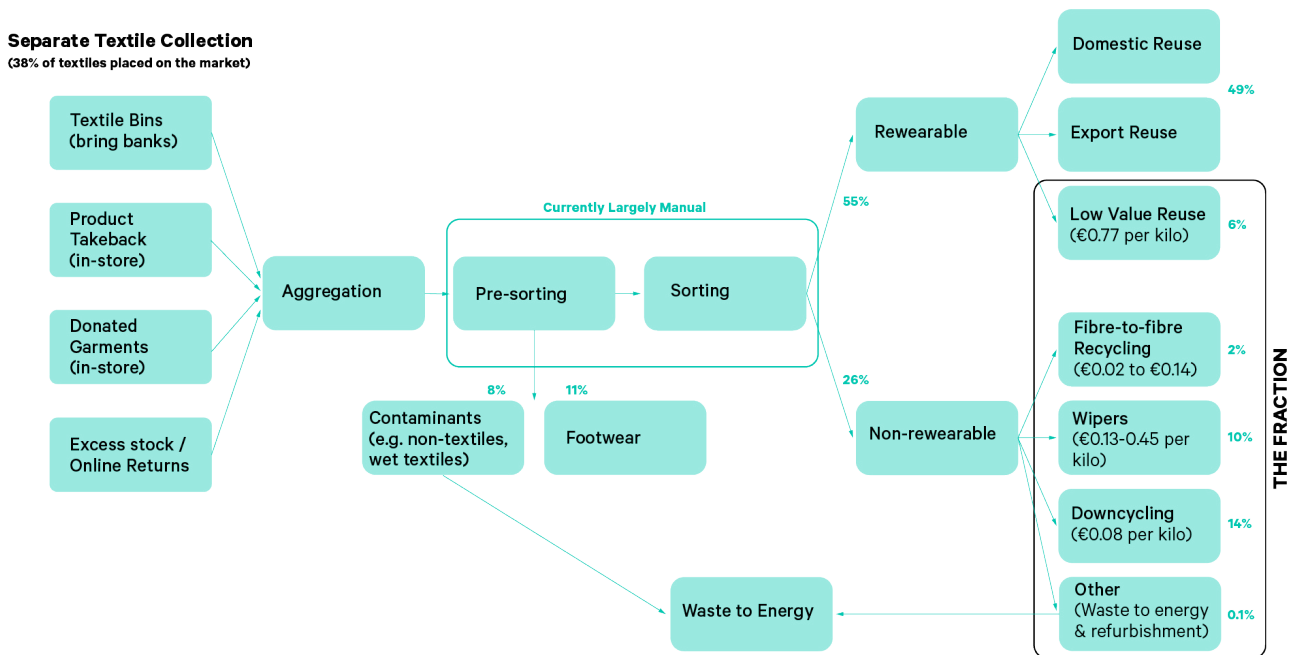 Separate Textile Collection
(38% of textiles placed on the market)
Textile Bins
(bring banks)
Product
Takeback
(in-store)
Donated
Garments
(in-store)
Excess stock /
Online Returns
Aggregation
Currently Largely Manual
Pre-sorting
Sorting
8%
11%
Contaminants
(e.g. non-textiles,
wet textiles)
Footwear
Waste to Energy
55%
26%
Rewearable
Non-rewearable
Domestic Reuse
49%
Export Reuse
Low Value Reuse
(€0.77 per kilo)
6%
Fibre-to-fibre
Recycling
(€0.02 to €0.14)
2%
Wipers
(€0.13-0.45 per
kilo)
10%
Downcycling
(€0.08 per kilo)
14%
Other
(Waste to energy
& refurbishment)
0.1%
THE FRACTION